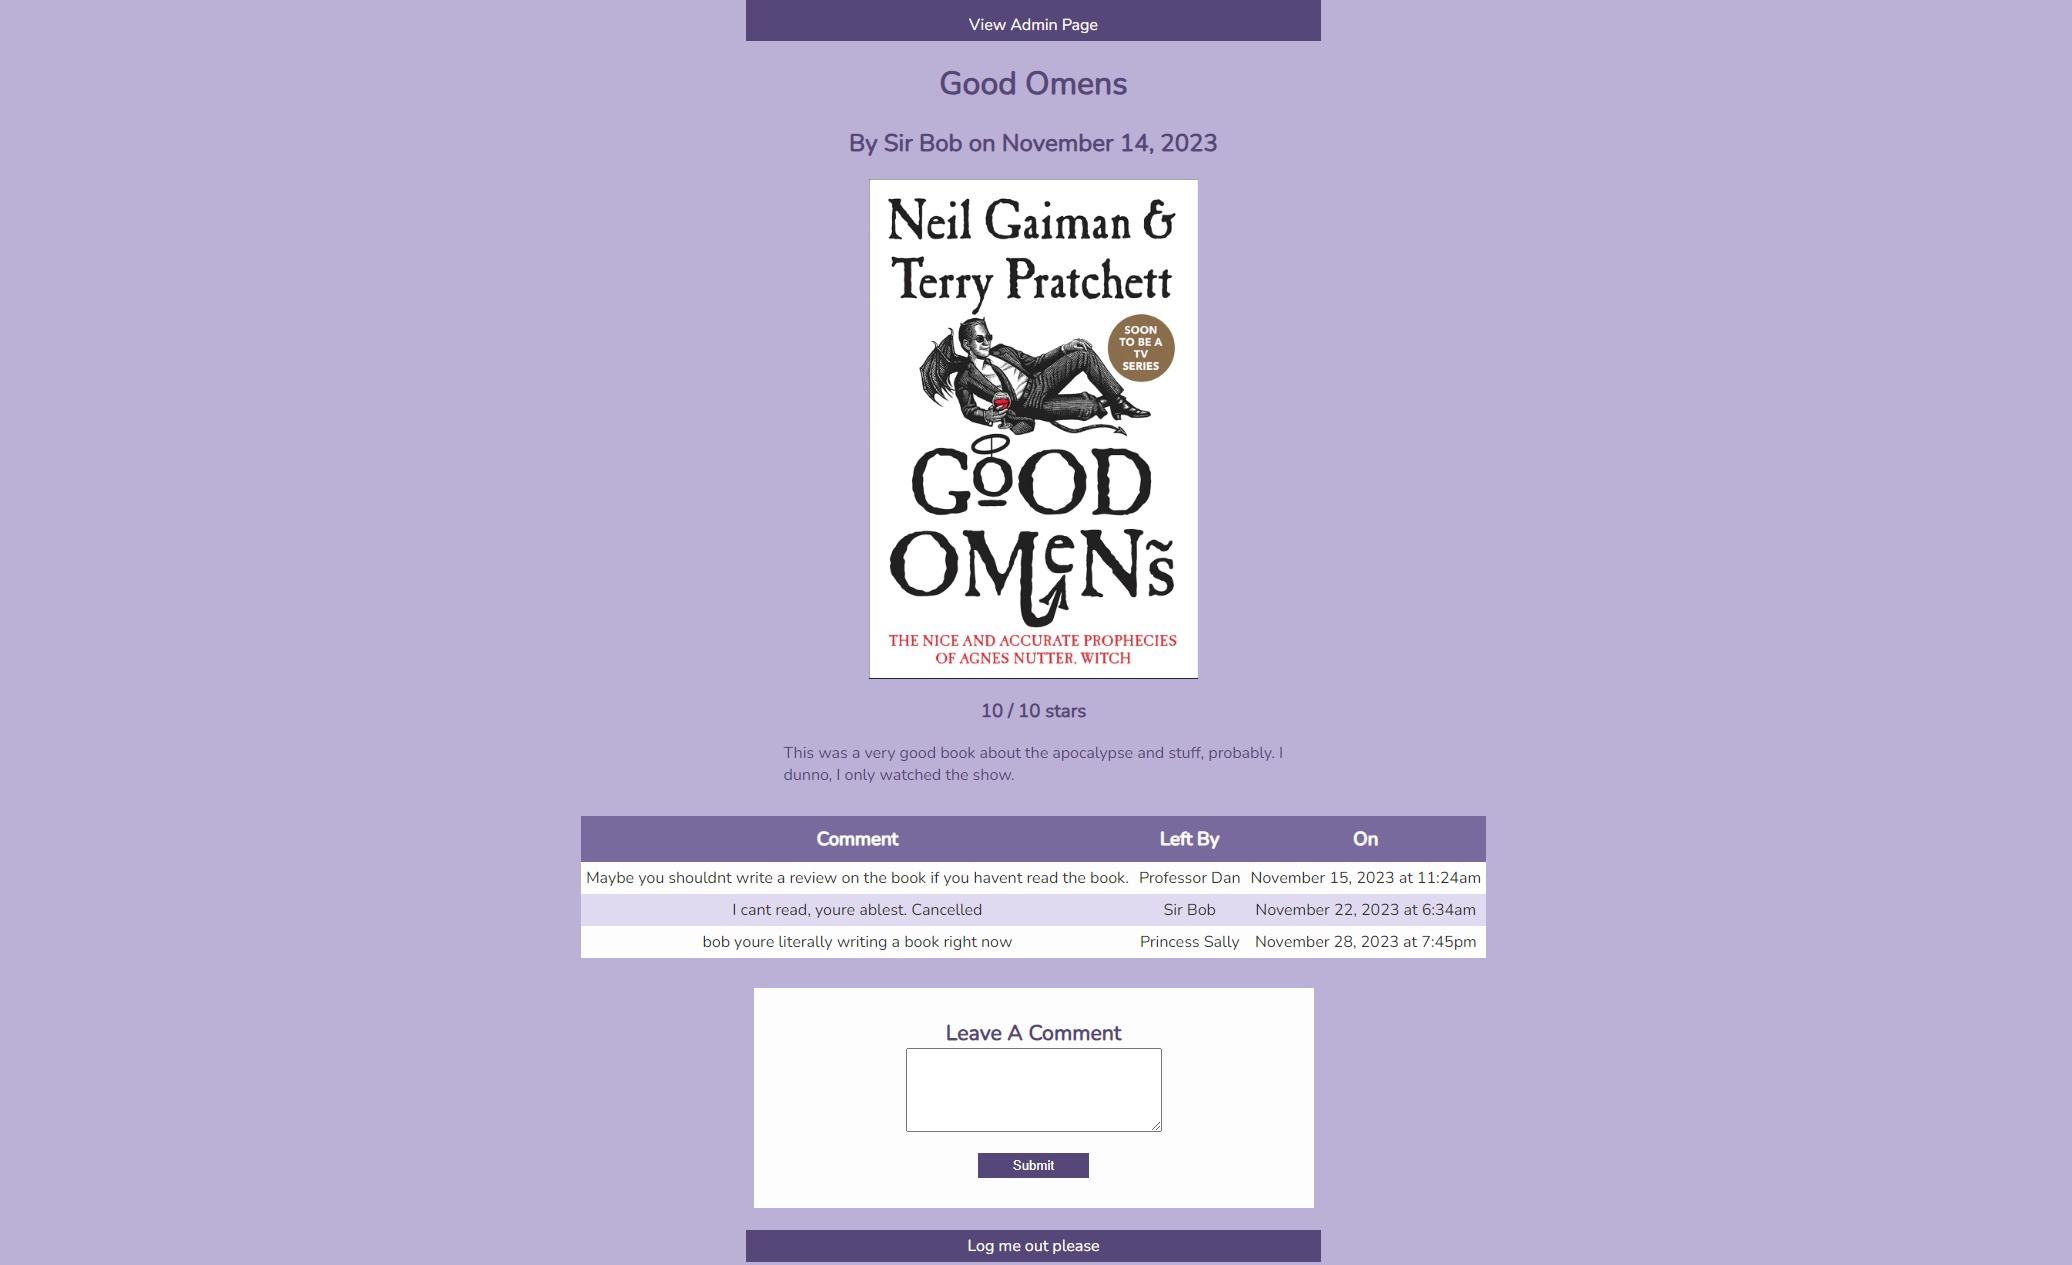 View Admin Page
Good Omens
By Sir Bob on November 14, 2023
Neil Gaiman &
Terry Pratchett
SOON
TO BE A
TV
SERIES
GOOD
OMENS
THE NICE AND ACCURATE PROPHECIES
OF AGNES NUTTER, WITCH
10 / 10 stars
This was a very good book about the apocalypse and stuff, probably. I
dunno, I only watched the show.
Comment Left By On
Maybe you shouldnt write a review on the book if you havent read the book. Professor Dan November 15, 2023 at 11:24am
I cant read, youre ablest. Cancelled Sir Bob November 22, 2023 at 6:34am
bob youre literally writing a book right now Princess Sally November 28, 2023 at 7:45pm
Leave A Comment
Submit
Log me out please